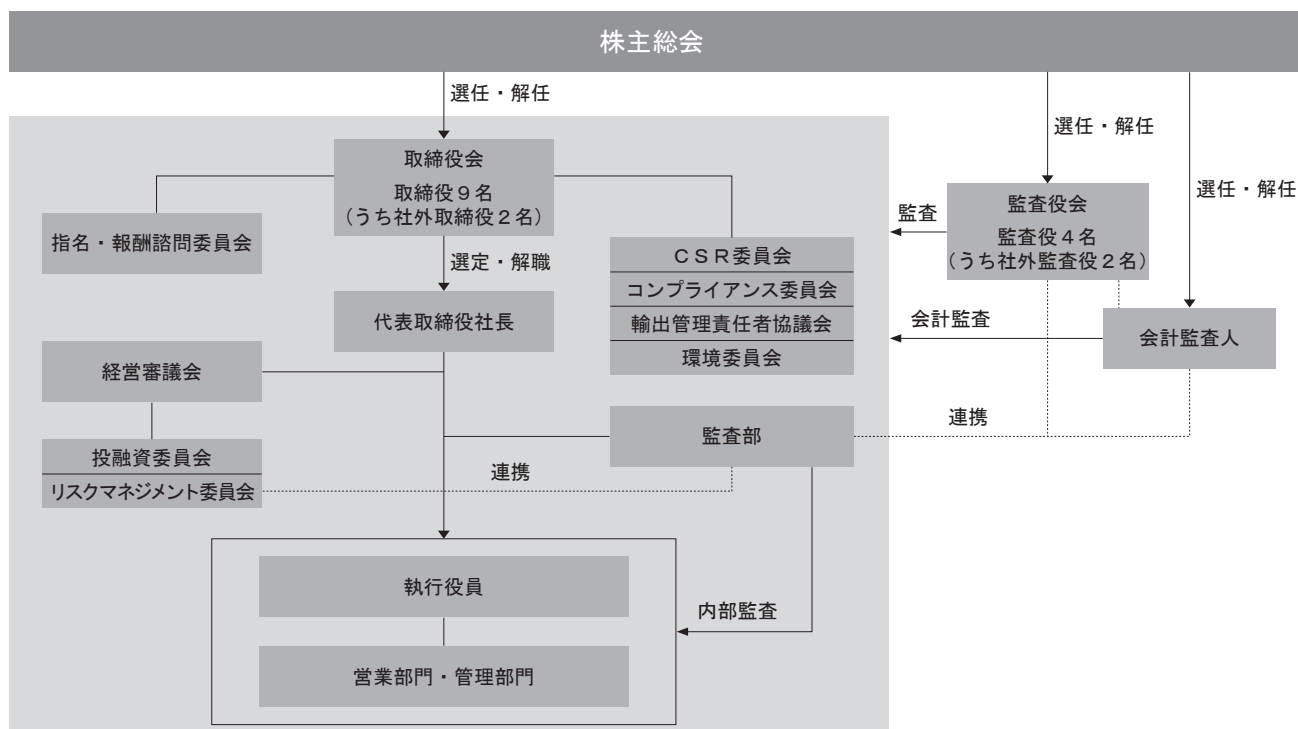 株主総会
選任・解任
選任・解任
選任・解任
取締役会
取締役9名
(うち社外取締役2名)
監査役会
監査役4名
(うち社外監査役2名)
監査
指名・報酬諮問委員会
選定・解職
CSR委員会
コンプライアンス委員会
輸出管理責任者協議会
環境委員会
代表取締役社長
会計監査
会計監査人
経営審議会
監査部
連携
投融資委員会
リスクマネジメント委員会
連携
執行役員
内部監査
営業部門・管理部門